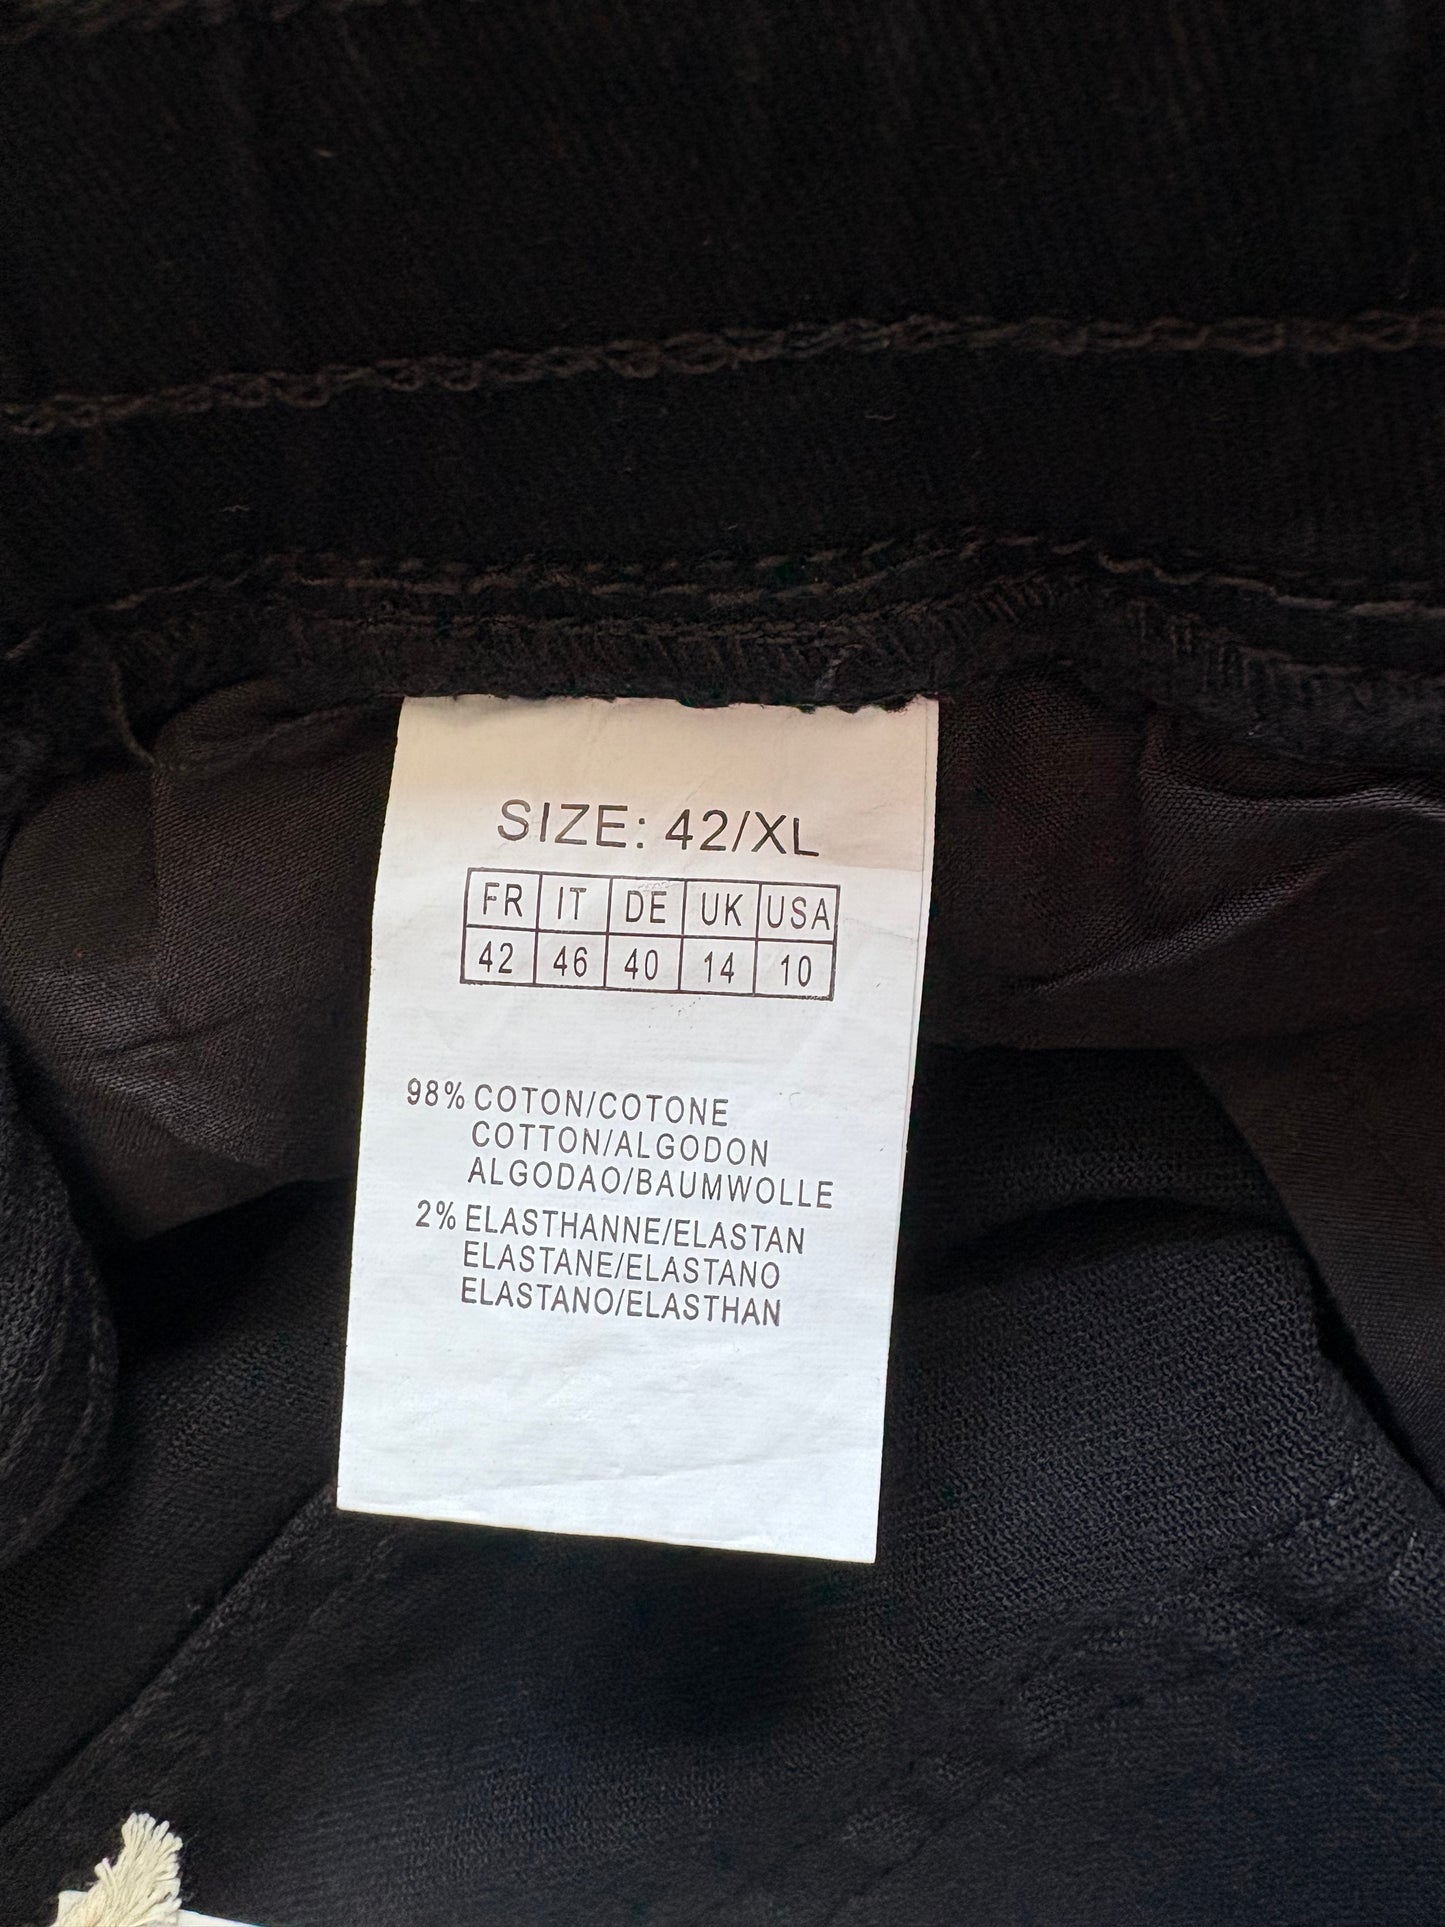 SIZE: 42/XL
FR IT DE UK USA
42 46 40 14 10
98% COTON/COTONE
COTTON/ALGODON
ALGODAO/BAUMWOLLE
2% ELASTHANNE/ELASTAN
ELASTANE/ELASTANO
ELASTANO/ELASTHAN